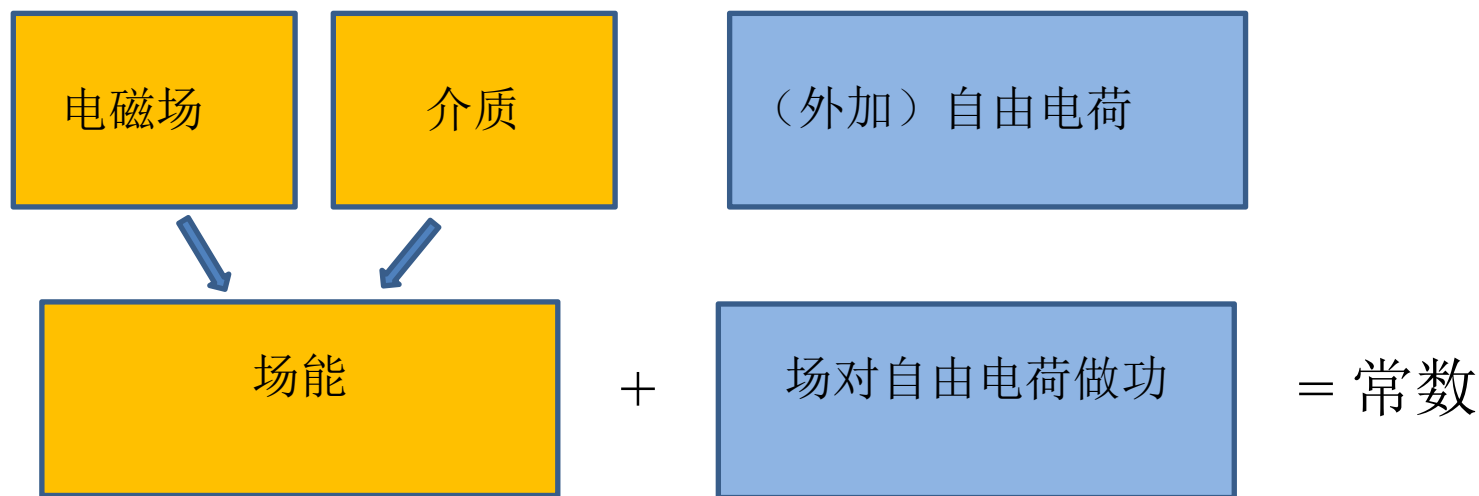 电磁场
介质
（外加）自由电荷
场能
+
场对自由电荷做功
= 常数